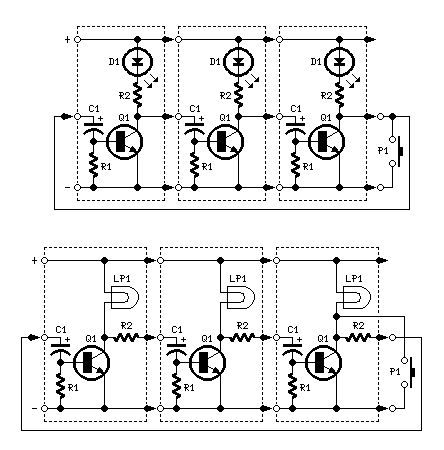 +
D1 D1 D1
R2 R2 R2
C1 + Q1 C1 + Q1 C1 + Q1
P1
R1 R1 R1
−
+
LP1 LP1 LP1
C1 + Q1 R2 C1 + Q1 R2 C1 + Q1 R2
P1
R1 R1 R1
−